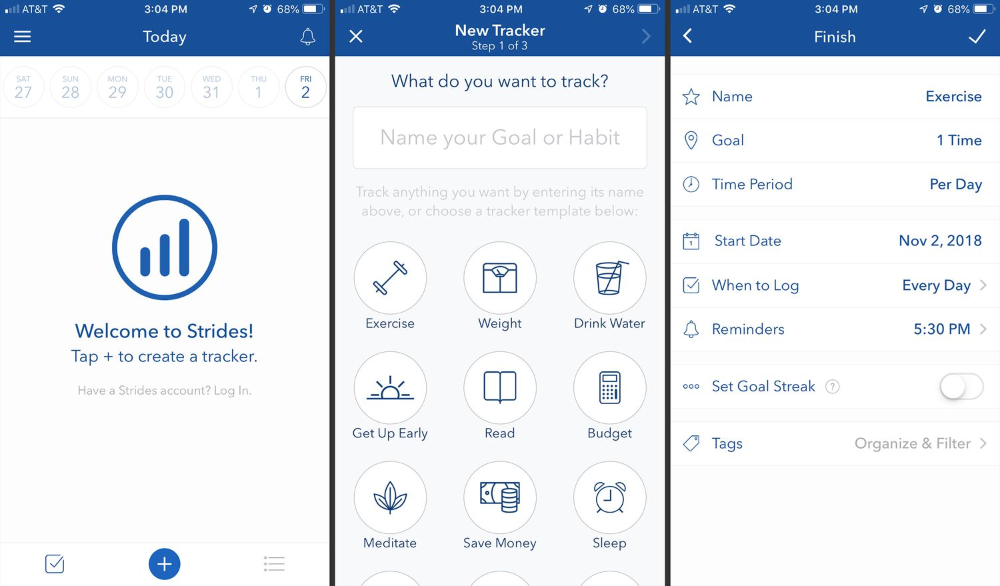 AT&T 3:04 PM 68%
Today
SAT SUN MON TUE WED THU FRI
27 28 29 30 31 1 2
Welcome to Strides!
Tap + to create a tracker.
Have a Strides account? Log In.
AT&T 3:04 PM 68%
New Tracker
Step 1 of 3
What do you want to track?
Name your Goal or Habit
Track anything you want by entering its name
above, or choose a tracker template below:
Exercise Weight Drink Water
Get Up Early Read Budget
Meditate Save Money Sleep
AT&T 3:04 PM 68%
Finish
Name Exercise
Goal 1 Time
Time Period Per Day
1 Start Date Nov 2, 2018
When to Log Every Day
Reminders 5:30 PM
Set Goal Streak ?
Tags Organize & Filter